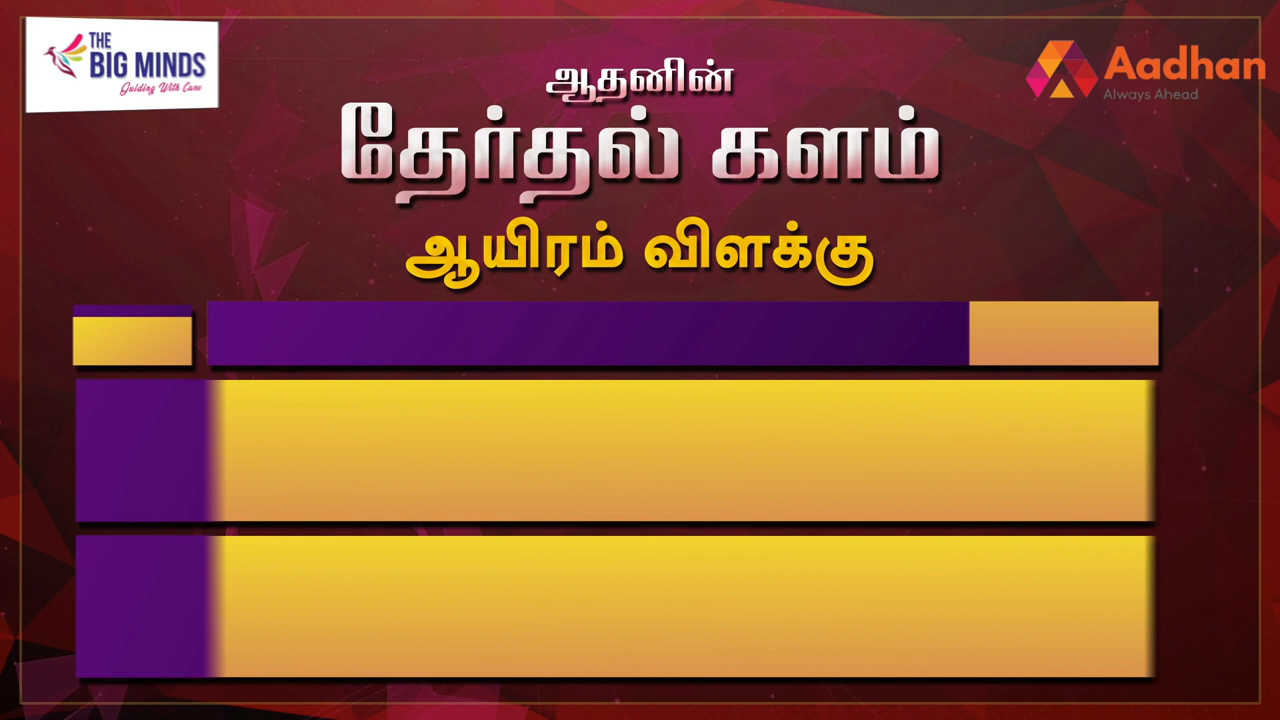 THE
BIG MINDS
Guiding With Care
ஆதனின்
தேர்தல் களம்
ஆயிரம் விளக்கு
Aadhan
Always Ahead